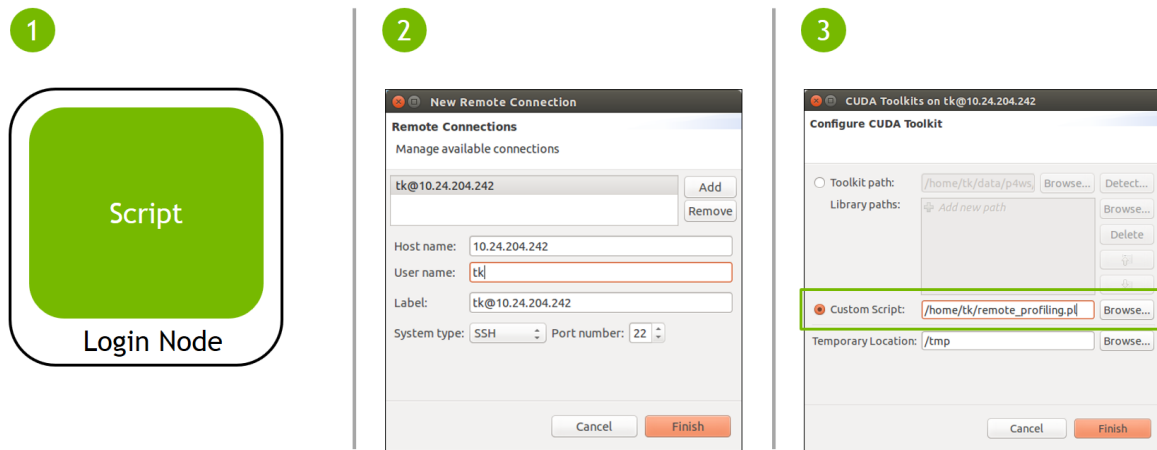 1
Script
Login Node
2
New Remote Connection
Remote Connections
Manage available connections
tk@10.24.204.242
Add
Remove
Host name: 10.24.204.242
User name: tk
Label: tk@10.24.204.242
System type: SSH Port number: 22
Cancel Finish
3
CUDA Toolkits on tk@10.24.204.242
Configure CUDA Toolkit
Toolkit path: /home/tk/data/p4ws, Browse... Detect...
Library paths: Add new path Browse...
Delete
Custom Script: /home/tk/remote_profiling.pl Browse...
Temporary Location: /tmp Browse...
Cancel Finish